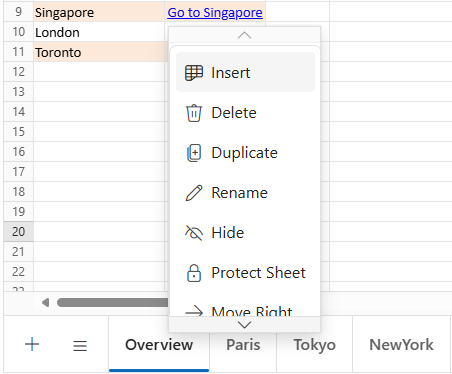 9 Singapore Go to Singapore
10 London
11 Toronto
12
13
14
15
16
17
18
19
20
21
22
23
Insert
Delete
Duplicate
Rename
Hide
Protect Sheet
Move Right
Overview Paris Tokyo NewYork